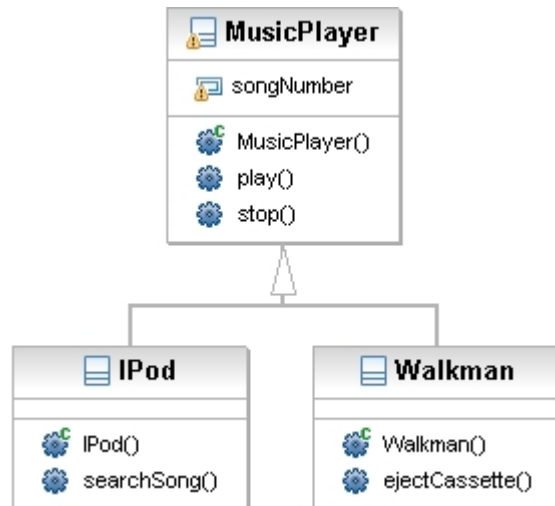 MusicPlayer
songNumber
MusicPlayer()
play()
stop()
IPod
IPod()
searchSong()
Walkman
Walkman()
ejectCassette()